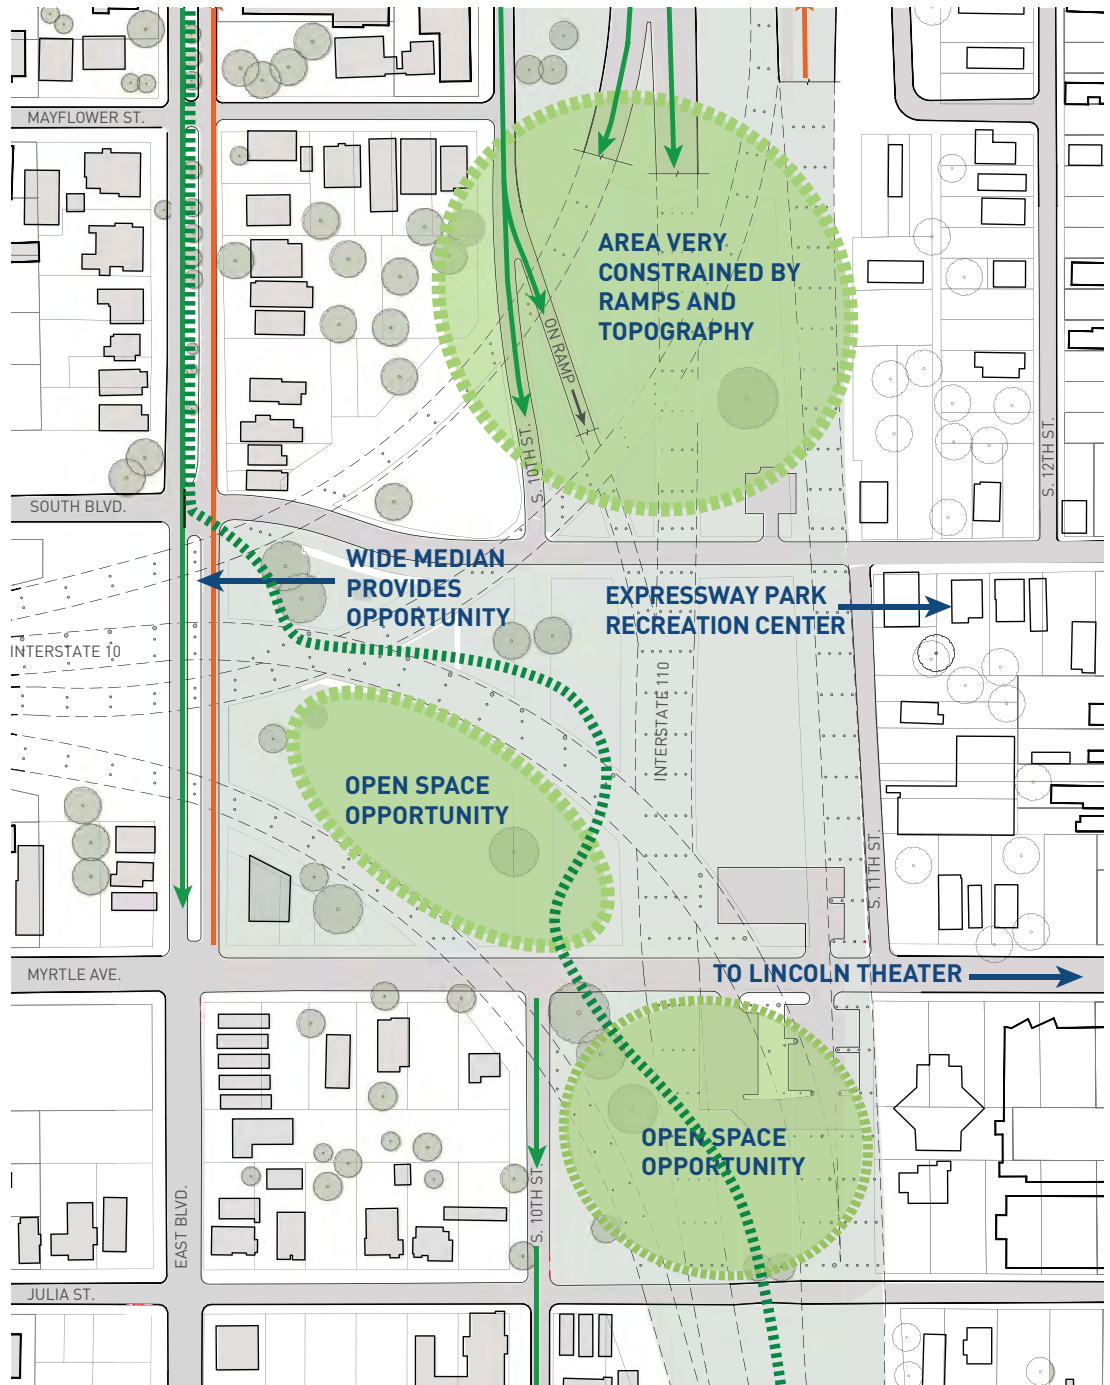 MAYFLOWER ST.
AREA VERY
CONSTRAINED BY
RAMPS AND
TOPOGRAPHY
ON RAMP
S. 10TH ST.
S. 12TH ST.
SOUTH BLVD.
WIDE MEDIAN
PROVIDES
OPPORTUNITY
EXPRESSWAY PARK
RECREATION CENTER
INTERSTATE 10
INTERSTATE 110
OPEN SPACE
OPPORTUNITY
S. 11TH ST.
MYRTLE AVE.
TO LINCOLN THEATER
OPEN SPACE
OPPORTUNITY
EAST BLVD.
S. 10TH ST.
JULIA ST.